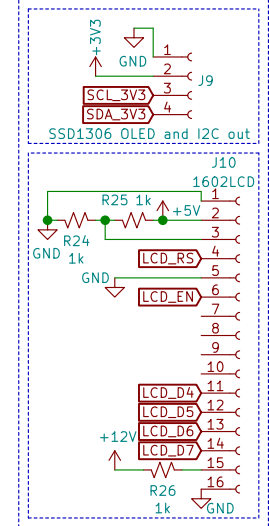 +3V3
GND
1
2
J9
SCL_3V3
3
SDA_3V3
4
SSD1306 OLED and I2C out
J10
1602LCD
R25 1k
1
+5V
2
3
R24
1k
GND
LCD_RS
4
GND
5
LCD_EN
6
7
8
9
10
LCD_D4
11
LCD_D5
12
LCD_D6
13
+12V
LCD_D7
14
15
R26
1k
16
GND